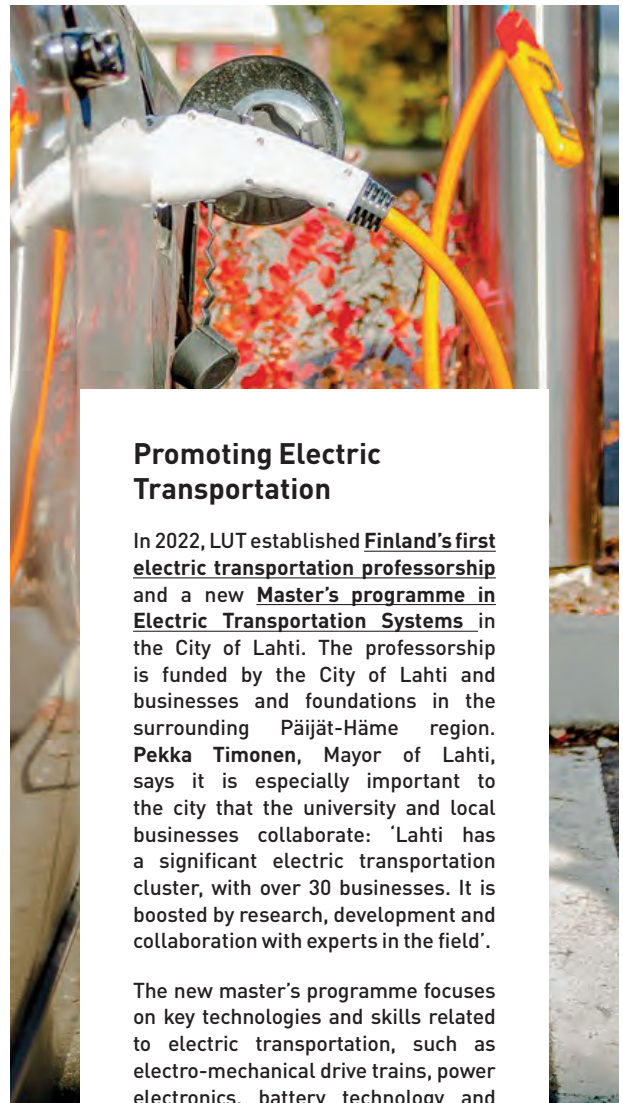 Promoting Electric
Transportation
In 2022, LUT established Finland's first
electric transportation professorship
and a new Master's programme in
Electric Transportation Systems in
the City of Lahti. The professorship
is funded by the City of Lahti and
businesses and foundations in the
surrounding Päijät-Häme region.
Pekka Timonen, Mayor of Lahti,
says it is especially important to
the city that the university and local
businesses collaborate: ‘Lahti has
a significant electric transportation
cluster, with over 30 businesses. It is
boosted by research, development and
collaboration with experts in the field’.
The new master's programme focuses
on key technologies and skills related
to electric transportation, such as
electro-mechanical drive trains, power
electronics, battery technology and